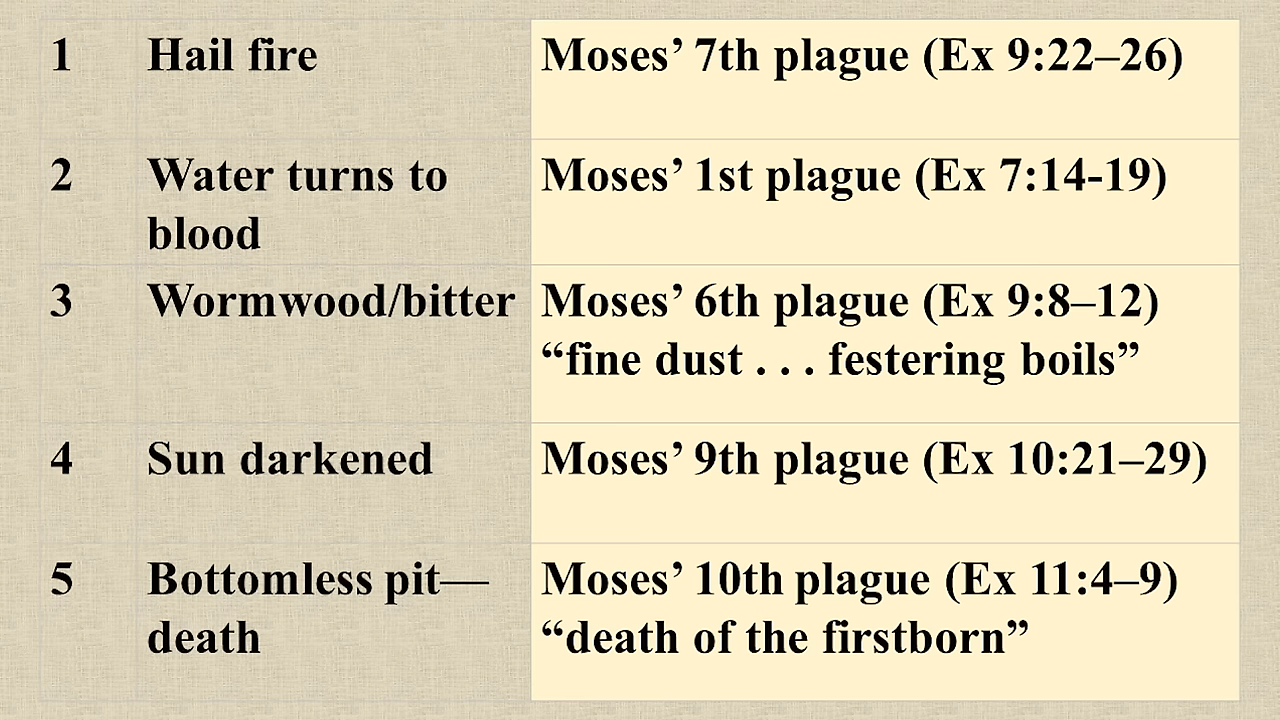 1 Hail fire Moses’ 7th plague (Ex 9:22–26)
2 Water turns to Moses’ 1st plague (Ex 7:14-19)
blood
3 Wormwood/bitter Moses’ 6th plague (Ex 9:8–12)
“fine dust . . . festering boils”
4 Sun darkened Moses’ 9th plague (Ex 10:21–29)
5 Bottomless pit— Moses’ 10th plague (Ex 11:4–9)
death “death of the firstborn”